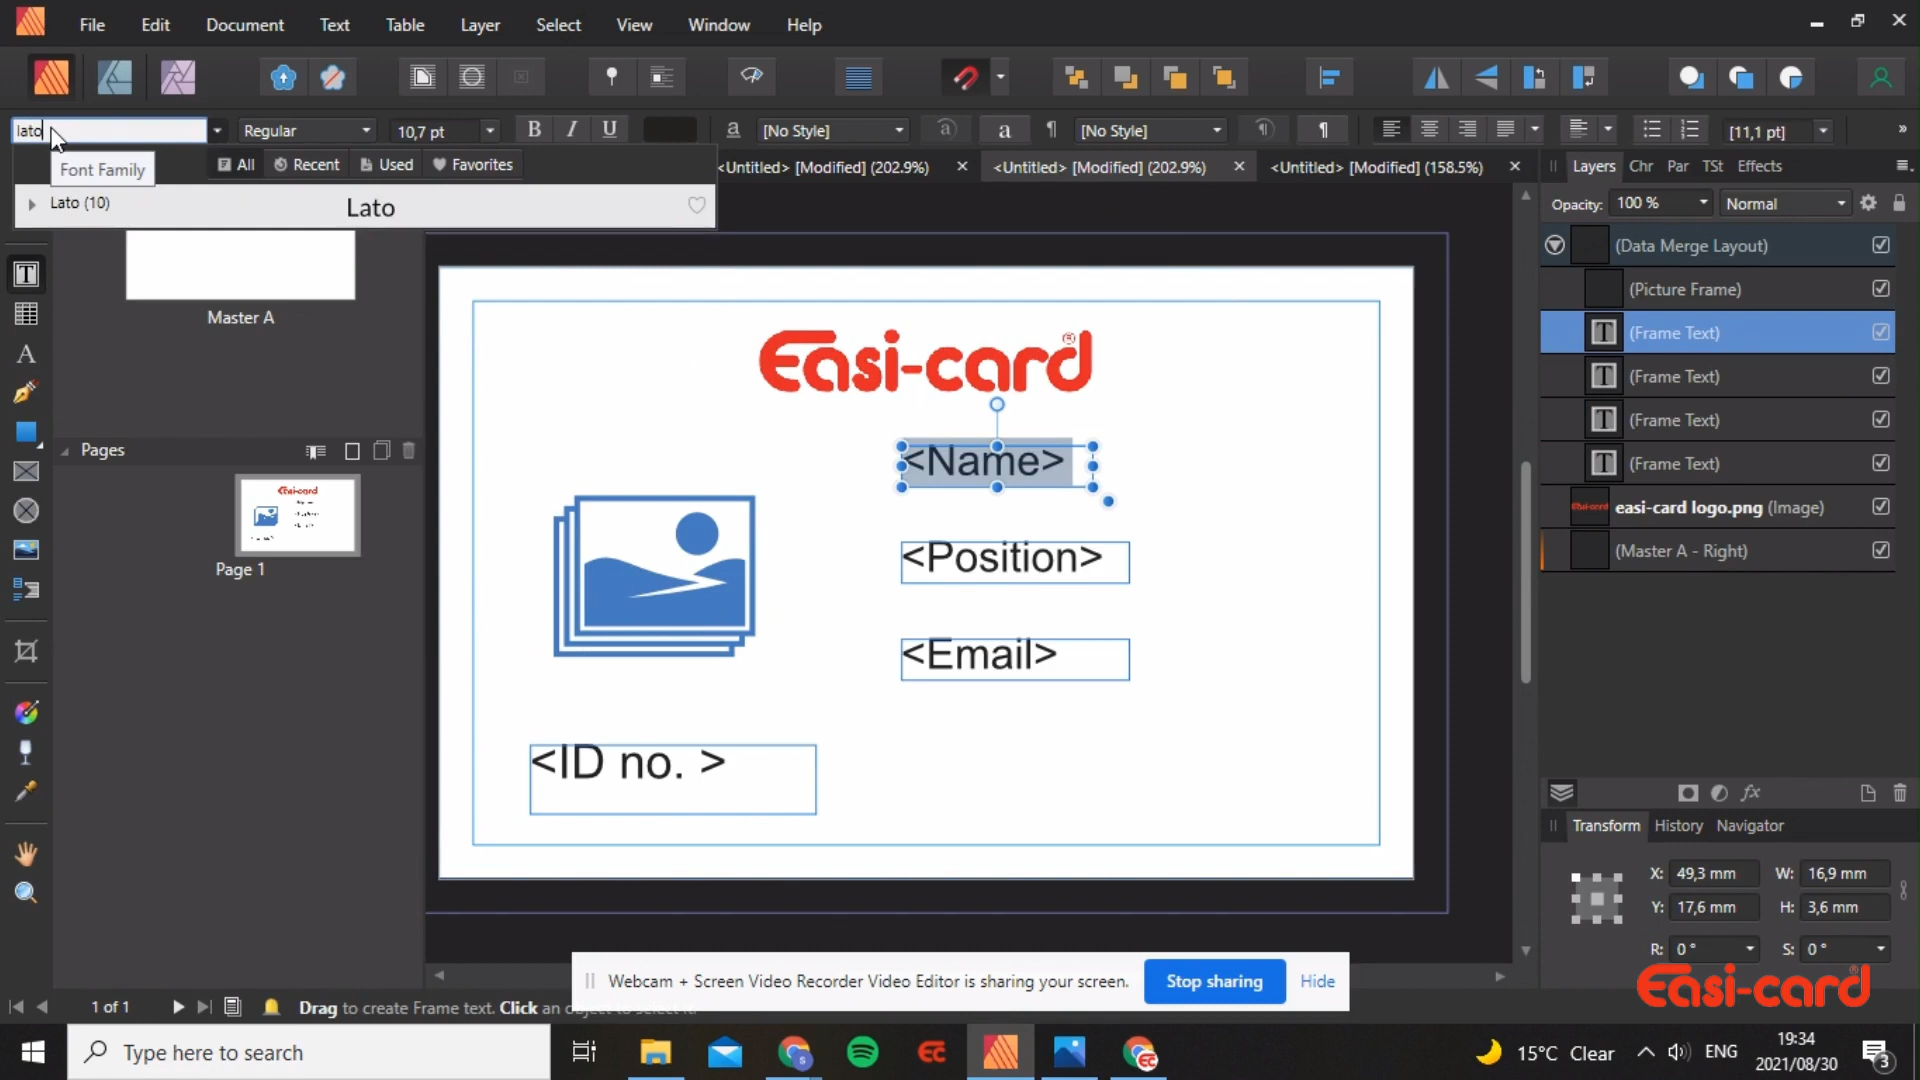 File Edit Document Text Table Layer Select View Window Help
lato Regular 10,7 pt B I U a [No Style] a a ¶ [No Style] ¶ [11,1 pt] »
Font Family All Recent Used Favorites
<Untitled> [Modified] (202.9%) <Untitled> [Modified] (202.9%) <Untitled> [Modified] (158.5%)
Lato (10) Lato
Master A
Pages
Page 1
Easi-card®
<Name>
<Position>
<Email>
<ID no. >
Layers Chr Par TSt Effects
Opacity: 100 % Normal
(Data Merge Layout)
(Picture Frame)
(Frame Text)
(Frame Text)
(Frame Text)
(Frame Text)
easi-card logo.png (Image)
(Master A - Right)
Transform History Navigator
X: 49,3 mm W: 16,9 mm
Y: 17,6 mm H: 3,6 mm
R: 0 ° S: 0 °
Easi-card®
Webcam + Screen Video Recorder Video Editor is sharing your screen. Stop sharing Hide
1 of 1 Drag to create Frame text. Click an object to select it.
Type here to search
15°C Clear ENG 19:34
2021/08/30 3